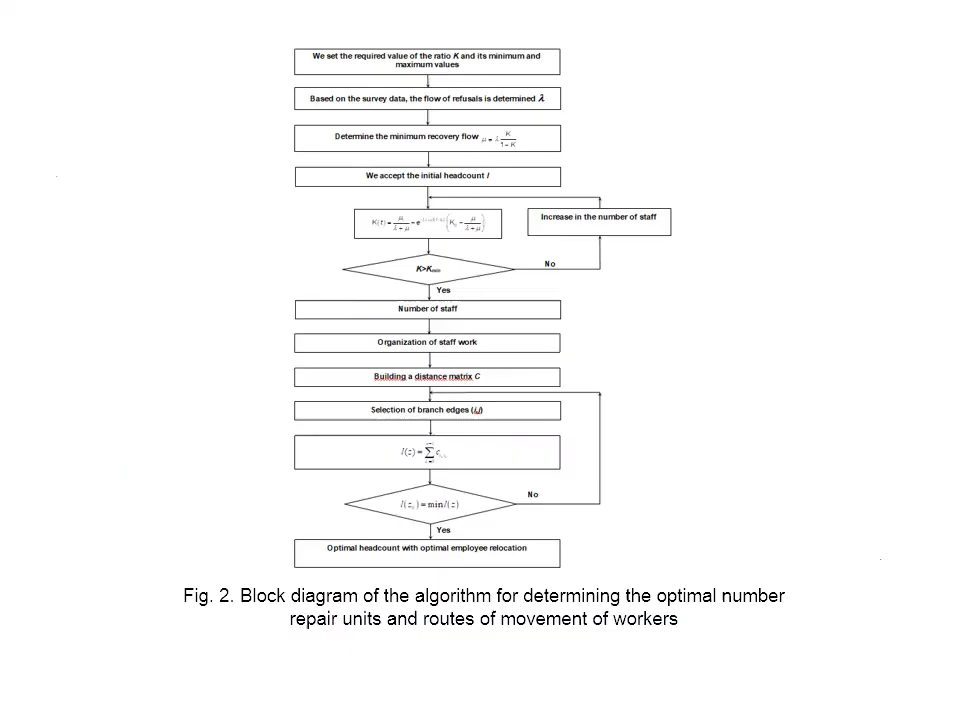 We set the required value of the ratio K and its minimum and
maximum values
Based on the survey data, the flow of refusals is determined λ
Determine the minimum recovery flow μ = λ K / 1 − K
We accept the initial headcount I
K(t) = μ / λ + μ − e (K₀ − μ / λ + μ)
Increase in the number of staff
K>Kmin
No
Yes
Number of staff
Organization of staff work
Building a distance matrix C
Selection of branch edges (i,j)
l(z) = ∑ c
l(z₀) = min l(z)
No
Yes
Optimal headcount with optimal employee relocation
Fig. 2. Block diagram of the algorithm for determining the optimal number
repair units and routes of movement of workers